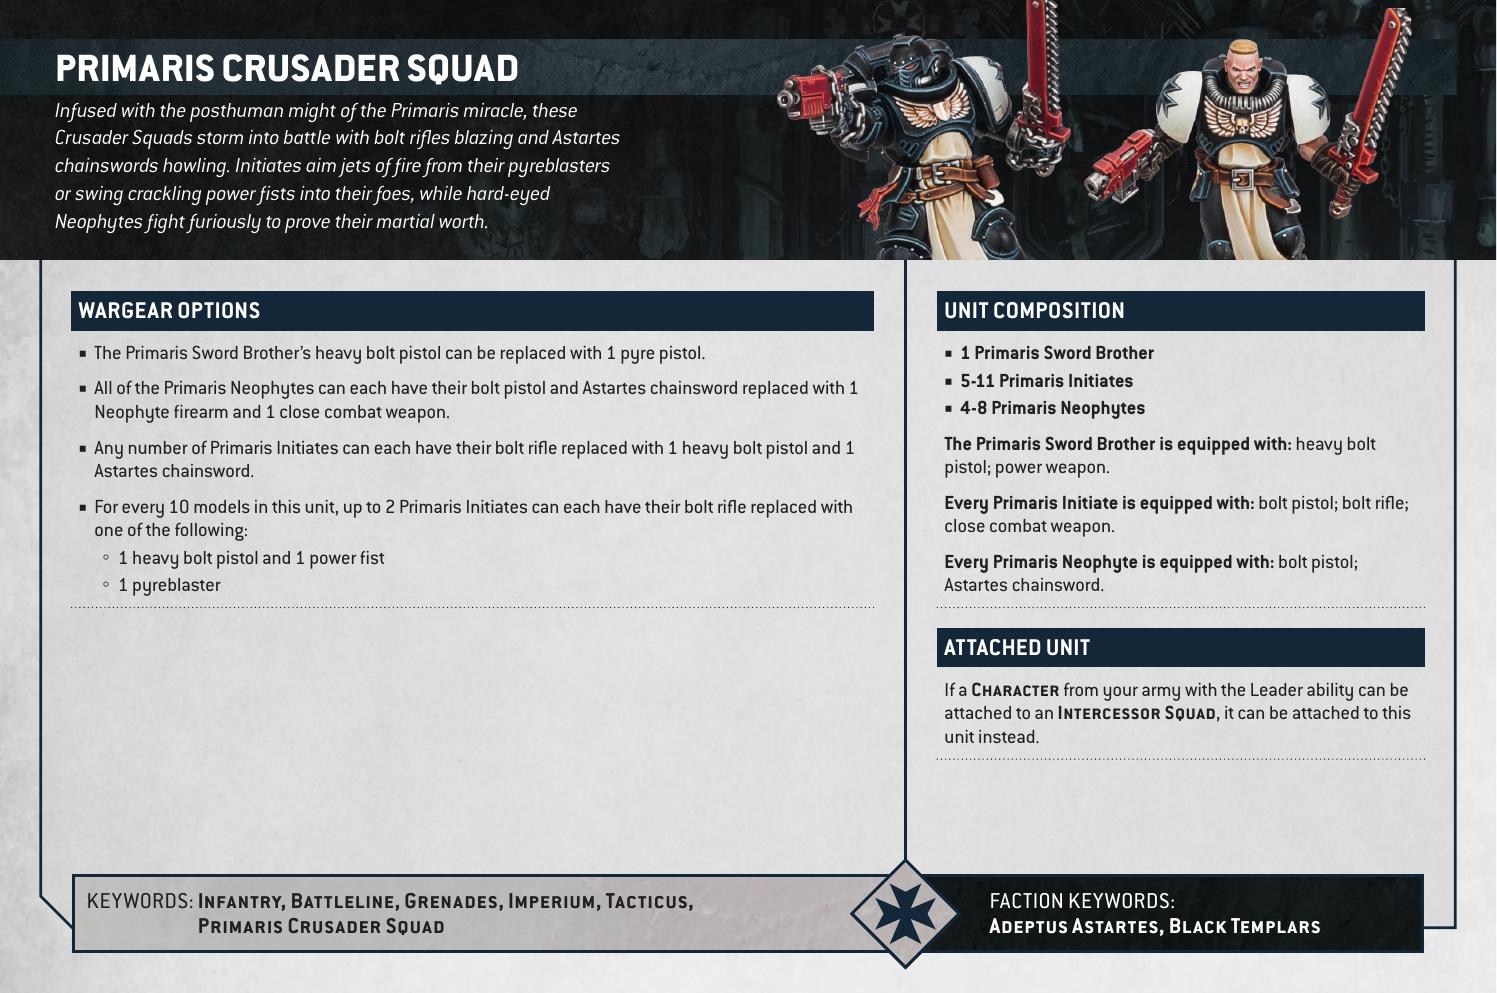 PRIMARIS CRUSADER SQUAD
Infused with the posthuman might of the Primaris miracle, these
Crusader Squads storm into battle with bolt rifles blazing and Astartes
chainswords howling. Initiates aim jets of fire from their pyreblasters
or swing crackling power fists into their foes, while hard-eyed
Neophytes fight furiously to prove their martial worth.
WARGEAR OPTIONS
■ The Primaris Sword Brother's heavy bolt pistol can be replaced with 1 pyre pistol.
■ All of the Primaris Neophytes can each have their bolt pistol and Astartes chainsword replaced with 1
Neophyte firearm and 1 close combat weapon.
■ Any number of Primaris Initiates can each have their bolt rifle replaced with 1 heavy bolt pistol and 1
Astartes chainsword.
■ For every 10 models in this unit, up to 2 Primaris Initiates can each have their bolt rifle replaced with
one of the following:
◦ 1 heavy bolt pistol and 1 power fist
◦ 1 pyreblaster
UNIT COMPOSITION
■ 1 Primaris Sword Brother
■ 5-11 Primaris Initiates
■ 4-8 Primaris Neophytes
The Primaris Sword Brother is equipped with: heavy bolt
pistol; power weapon.
Every Primaris Initiate is equipped with: bolt pistol; bolt rifle;
close combat weapon.
Every Primaris Neophyte is equipped with: bolt pistol;
Astartes chainsword.
ATTACHED UNIT
If a CHARACTER from your army with the Leader ability can be
attached to an INTERCESSOR SQUAD, it can be attached to this
unit instead.
KEYWORDS: INFANTRY, BATTLELINE, GRENADES, IMPERIUM, TACTICUS,
PRIMARIS CRUSADER SQUAD
FACTION KEYWORDS:
ADEPTUS ASTARTES, BLACK TEMPLARS